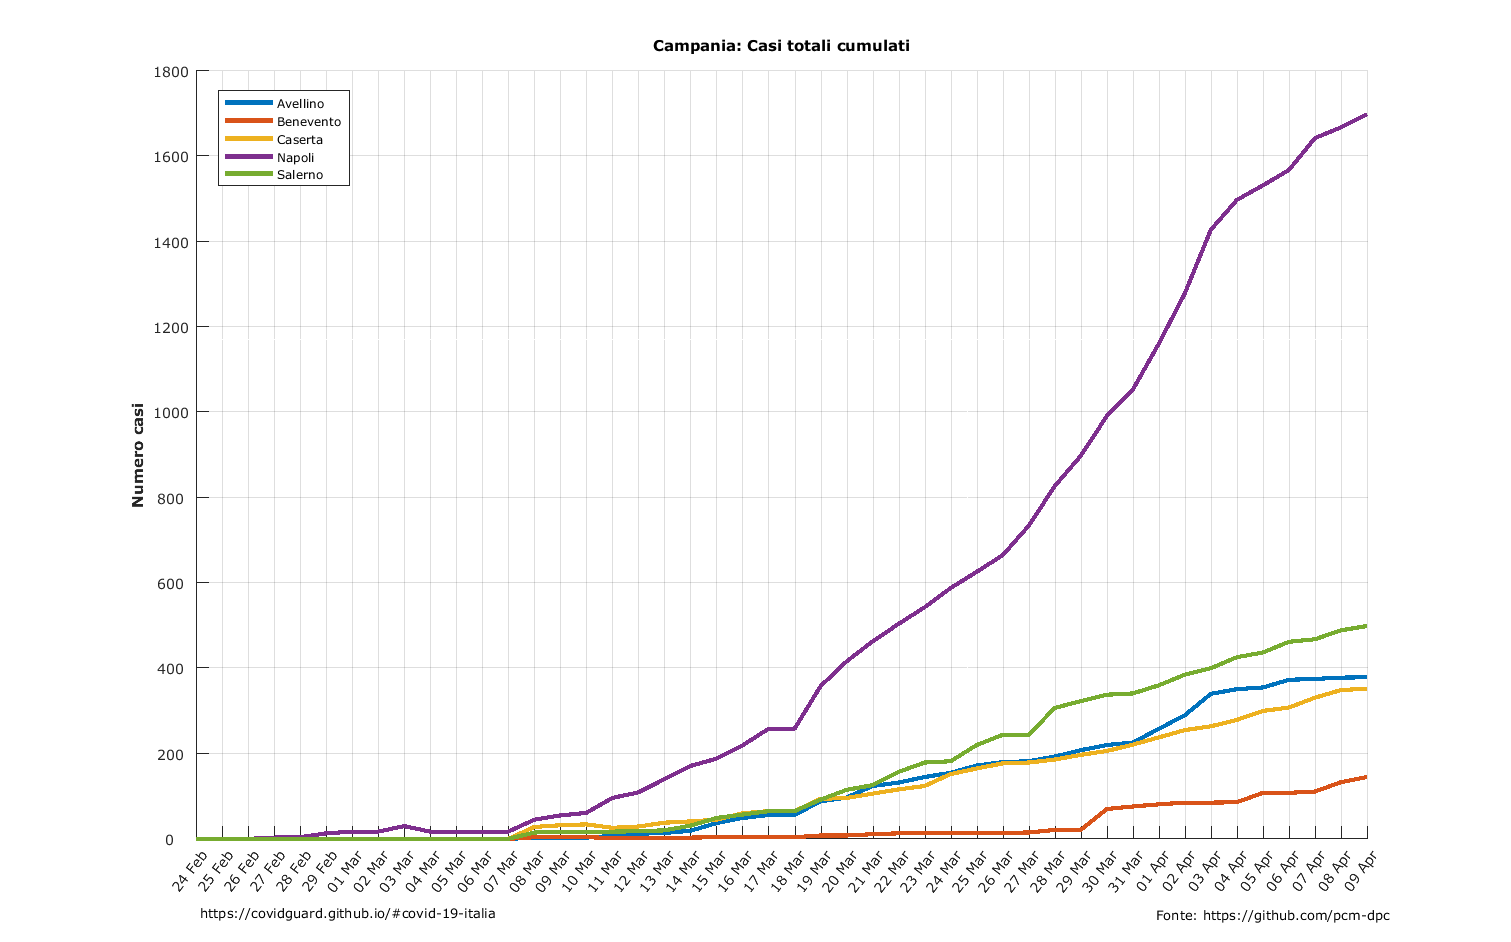 Campania: Casi totali cumulati
1800
1600
1400
1200
1000
800
600
400
200
0
Numero casi
Avellino
Benevento
Caserta
Napoli
Salerno
24 Feb
25 Feb
26 Feb
27 Feb
28 Feb
29 Feb
01 Mar
02 Mar
03 Mar
04 Mar
05 Mar
06 Mar
07 Mar
08 Mar
09 Mar
10 Mar
11 Mar
12 Mar
13 Mar
14 Mar
15 Mar
16 Mar
17 Mar
18 Mar
19 Mar
20 Mar
21 Mar
22 Mar
23 Mar
24 Mar
25 Mar
26 Mar
27 Mar
28 Mar
29 Mar
30 Mar
31 Mar
01 Apr
02 Apr
03 Apr
04 Apr
05 Apr
06 Apr
07 Apr
08 Apr
09 Apr
https://covidguard.github.io/#covid-19-italia
Fonte: https://github.com/pcm-dpc